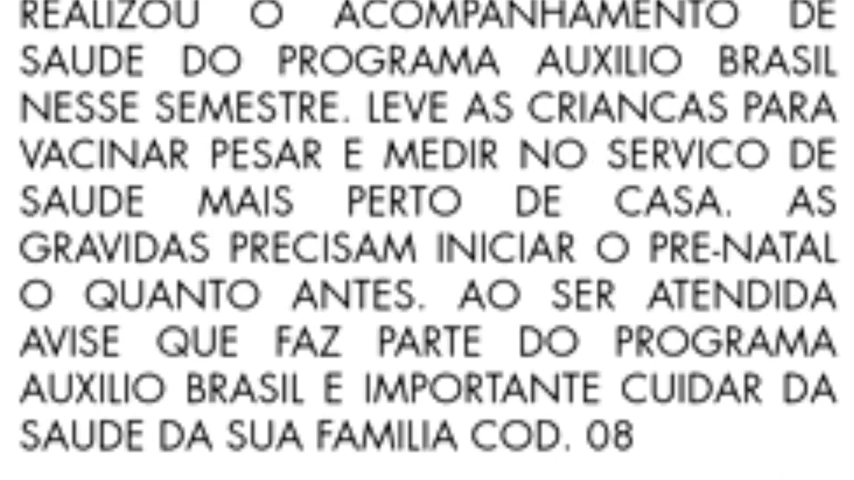 REALIZOU O ACOMPANHAMENTO DE
SAUDE DO PROGRAMA AUXILIO BRASIL
NESSE SEMESTRE. LEVE AS CRIANCAS PARA
VACINAR PESAR E MEDIR NO SERVICO DE
SAUDE MAIS PERTO DE CASA. AS
GRAVIDAS PRECISAM INICIAR O PRE-NATAL
O QUANTO ANTES. AO SER ATENDIDA
AVISE QUE FAZ PARTE DO PROGRAMA
AUXILIO BRASIL E IMPORTANTE CUIDAR DA
SAUDE DA SUA FAMILIA COD. 08